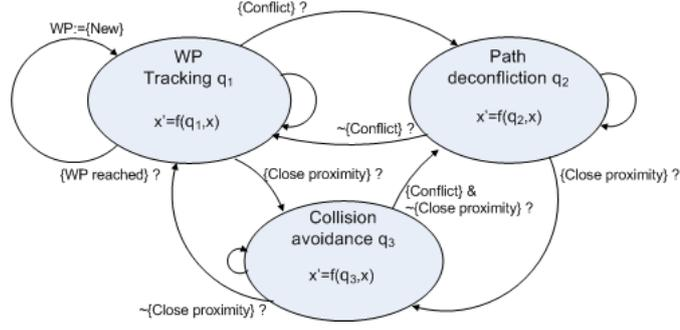 {Conflict} ?
WP:={New}
WP
Tracking q₁
x'=f(q₁,x)
Path
deconfliction q₂
x'=f(q₂,x)
~{Conflict} ?
{WP reached} ?
{Close proximity} ?
{Close proximity} ?
{Conflict} &
~{Close proximity} ?
Collision
avoidance q₃
x'=f(q₃,x)
~{Close proximity} ?